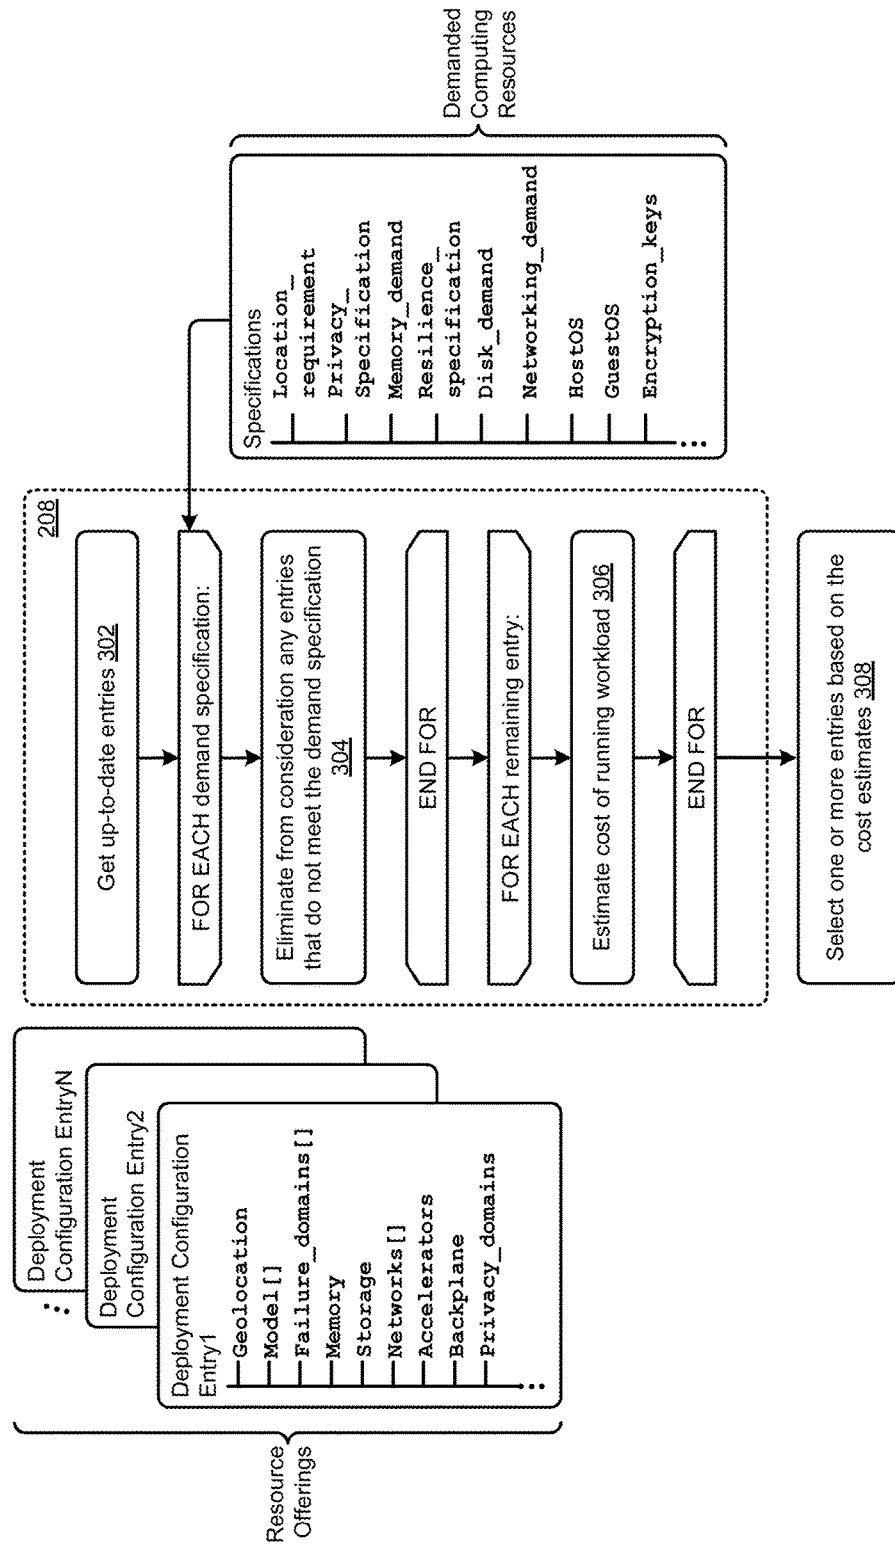 Resource
Offerings
Deployment
Configuration EntryN
Deployment
Configuration Entry2
Deployment Configuration
Entry1
Geolocation
Model[]
Failure_domains[]
Memory
Storage
Networks[]
Accelerators
Backplane
Privacy_domains
208
Get up-to-date entries 302
FOR EACH demand specification:
Eliminate from consideration any entries
that do not meet the demand specification
304
END FOR
FOR EACH remaining entry:
Estimate cost of running workload 306
END FOR
Select one or more entries based on the
cost estimates 308
Specifications
Location_
requirement
Privacy_
Specification
Memory_demand
Resilience_
specification
Disk_demand
Networking_demand
HostOS
GuestOS
Encryption_keys
Demanded
Computing
Resources